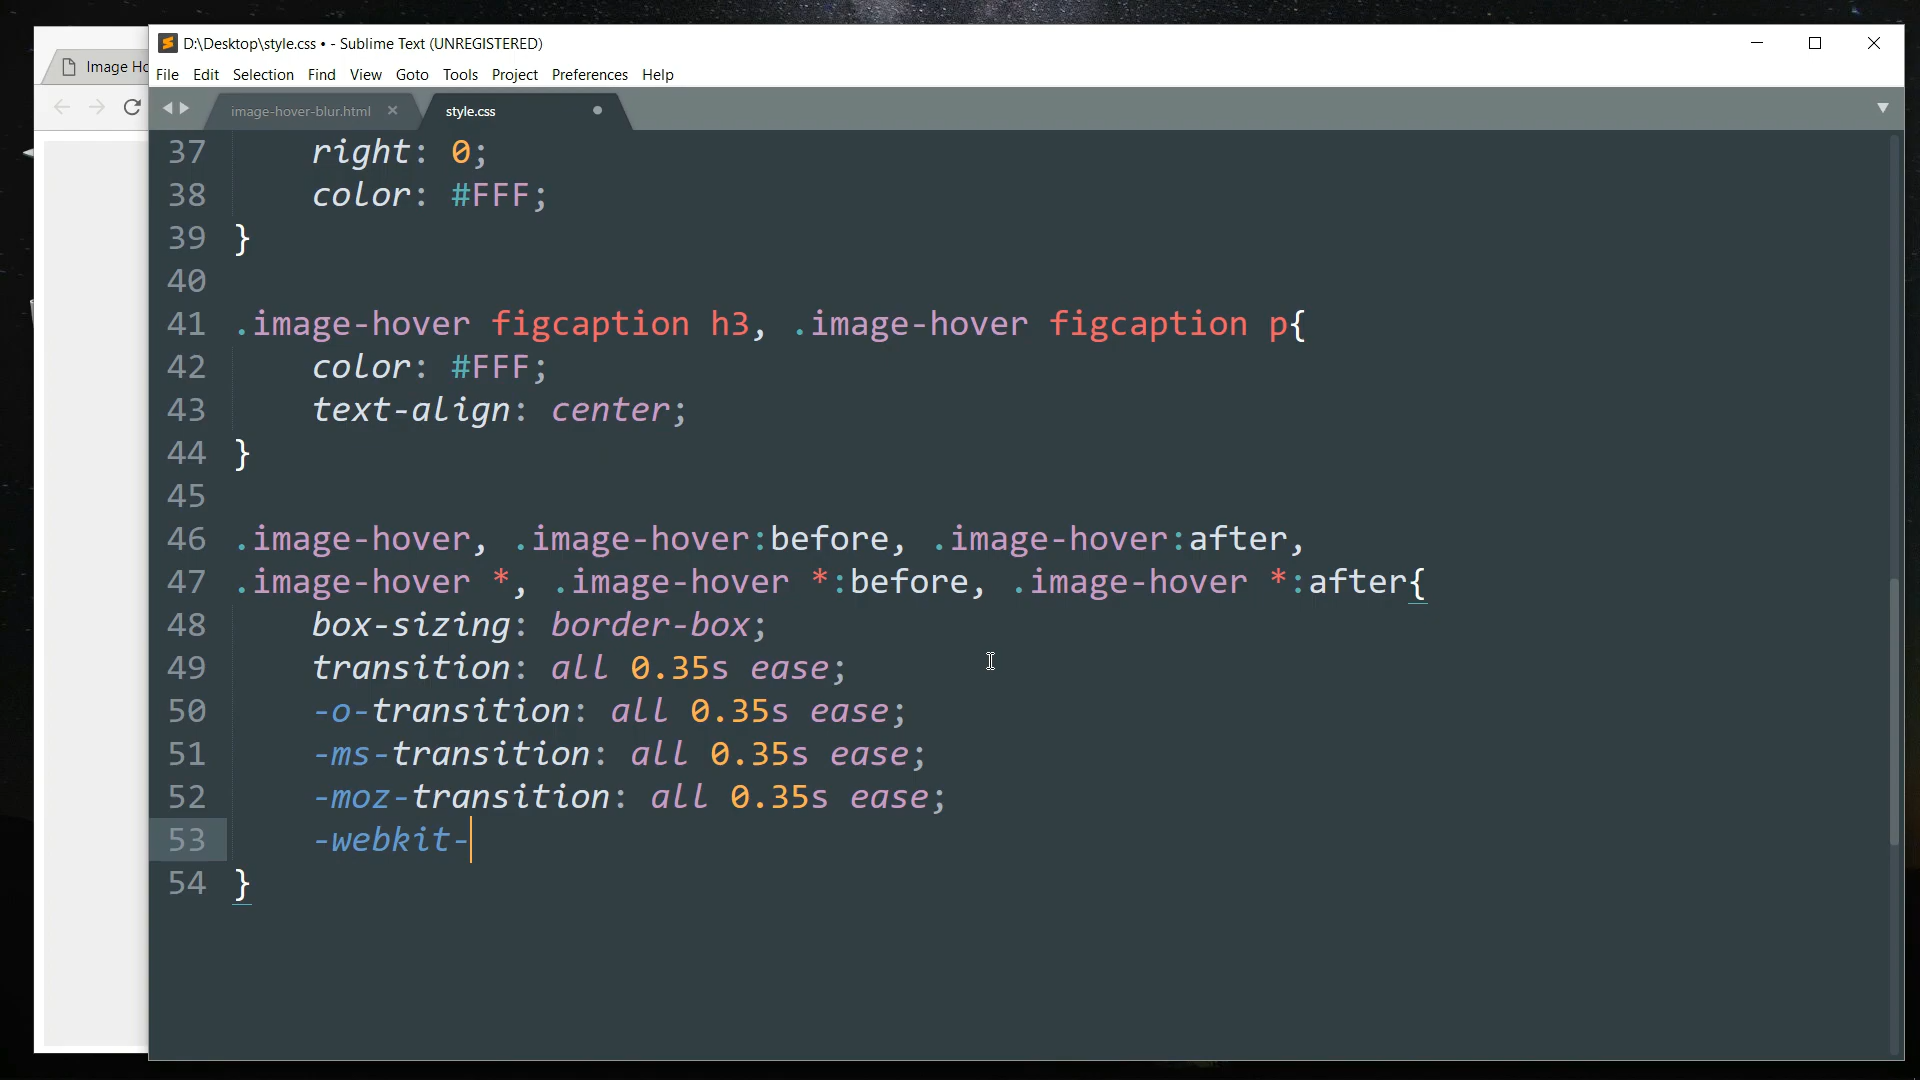 D:\Desktop\style.css • - Sublime Text (UNREGISTERED)
Image Ho
File Edit Selection Find View Goto Tools Project Preferences Help
image-hover-blur.html × style.css
37 right: 0;
38 color: #FFF;
39 }
40
41 .image-hover figcaption h3, .image-hover figcaption p{
42 color: #FFF;
43 text-align: center;
44 }
45
46 .image-hover, .image-hover:before, .image-hover:after,
47 .image-hover *, .image-hover *:before, .image-hover *:after{
48 box-sizing: border-box;
49 transition: all 0.35s ease;
50 -o-transition: all 0.35s ease;
51 -ms-transition: all 0.35s ease;
52 -moz-transition: all 0.35s ease;
53 -webkit-
54 }